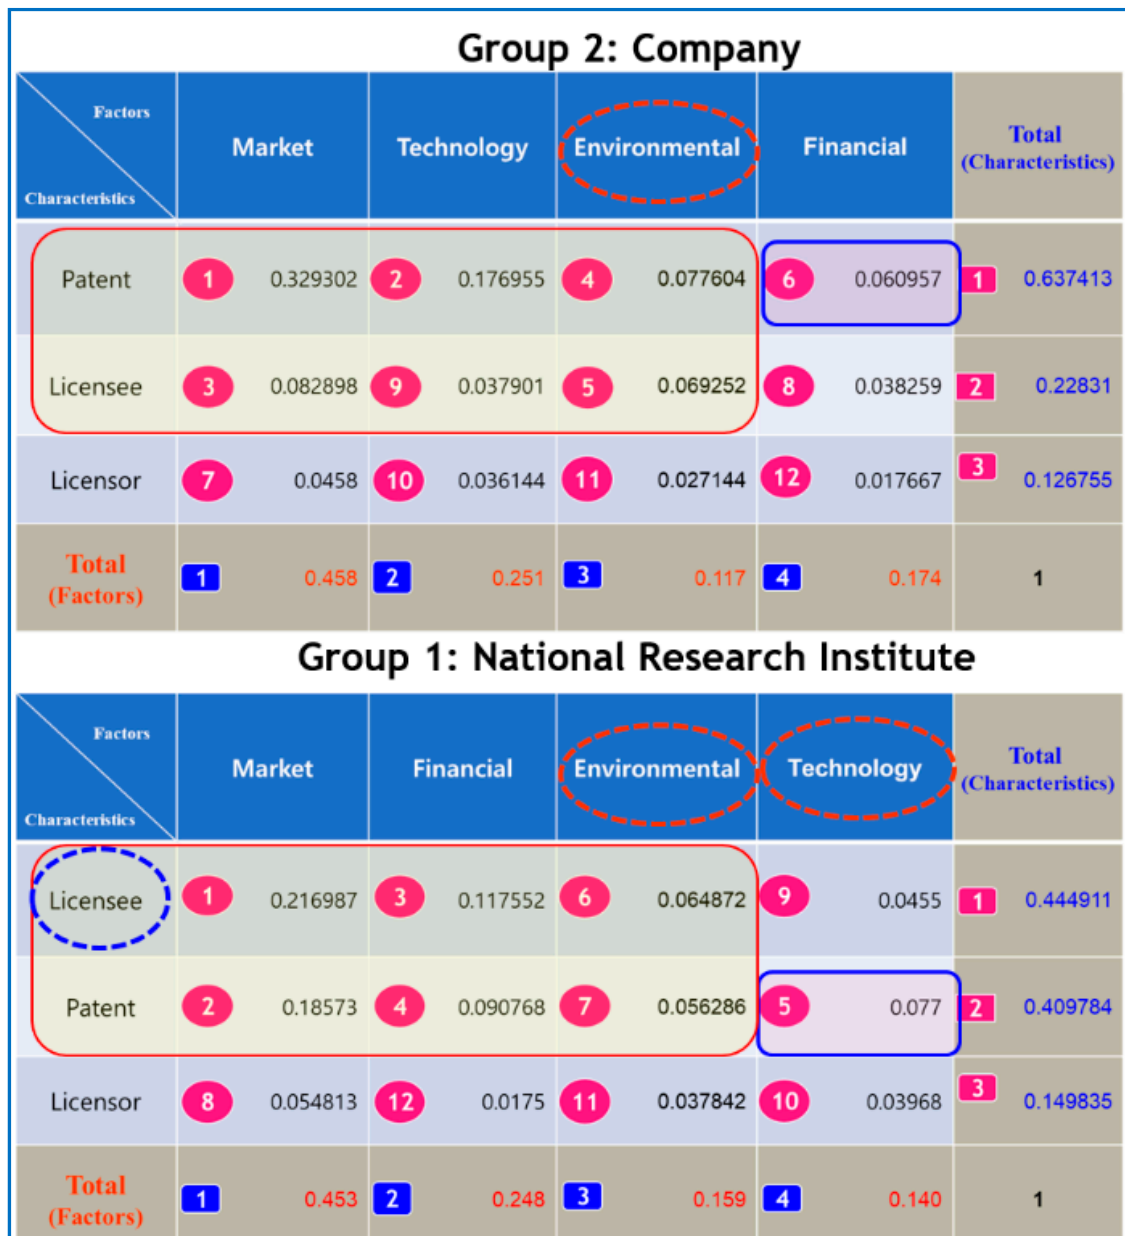 Group 2: Company
Factors
Characteristics
Market
Technology
Environmental
Financial
Total
(Characteristics)
Patent 1 0.329302 2 0.176955 4 0.077604 6 0.060957 1 0.637413
Licensee 3 0.082898 9 0.037901 5 0.069252 8 0.038259 2 0.22831
Licensor 7 0.0458 10 0.036144 11 0.027144 12 0.017667 3 0.126755
Total
(Factors)
1 0.458 2 0.251 3 0.117 4 0.174 1
Group 1: National Research Institute
Factors
Characteristics
Market
Financial
Environmental
Technology
Total
(Characteristics)
Licensee 1 0.216987 3 0.117552 6 0.064872 9 0.0455 1 0.444911
Patent 2 0.18573 4 0.090768 7 0.056286 5 0.077 2 0.409784
Licensor 8 0.054813 12 0.0175 11 0.037842 10 0.03968 3 0.149835
Total
(Factors)
1 0.453 2 0.248 3 0.159 4 0.140 1